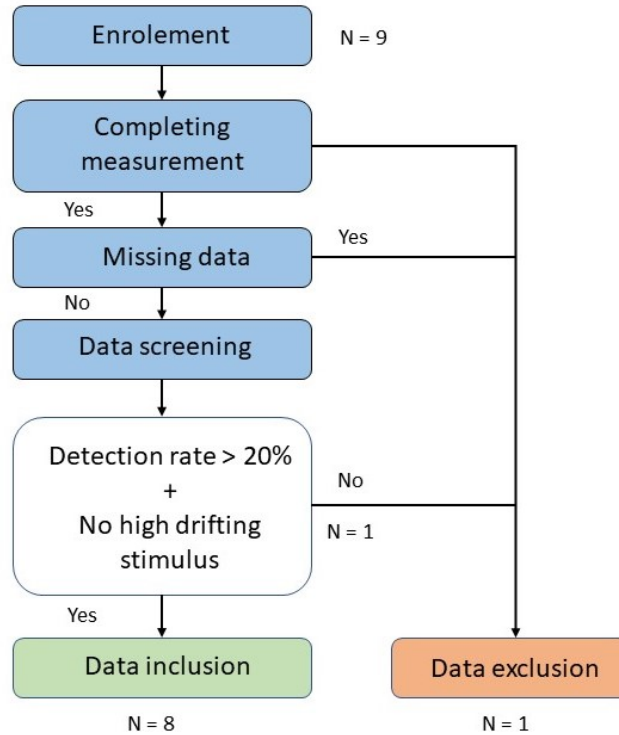 Enrolement
N = 9
Completing
measurement
Yes
Missing data
Yes
No
Data screening
Detection rate > 20%
+
No high drifting
stimulus
No
N = 1
Yes
Data inclusion
Data exclusion
N = 8
N = 1